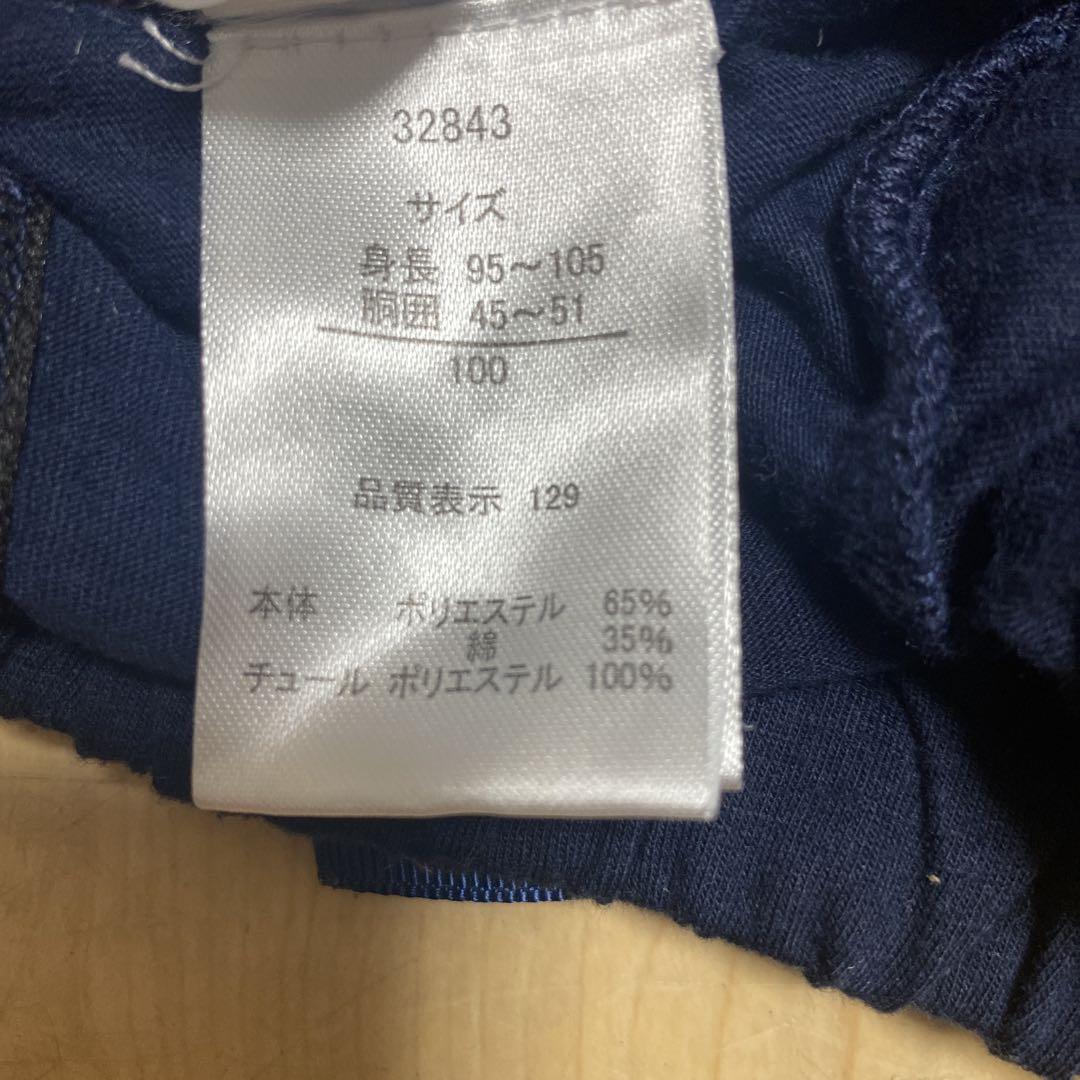 32843
サイズ
身長 95～105
胴囲 45～51
100
品質表示 129
本体 ポリエステル 65%
綿 35%
チュール ポリエステル 100%